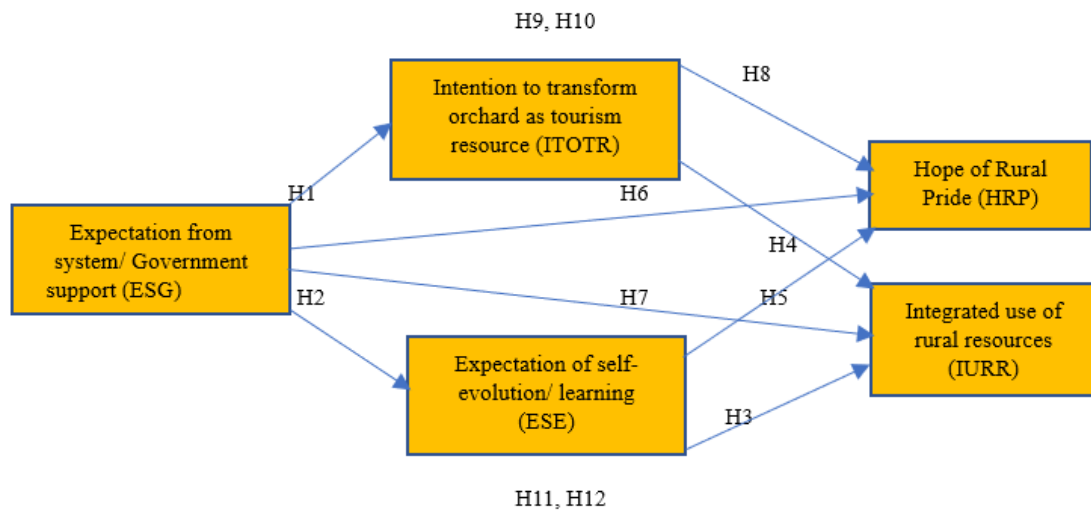 H9, H10
Intention to transform
orchard as tourism
resource (ITOTR)
H8
Hope of Rural
Pride (HRP)
H1
H6
Expectation from
system/ Government
support (ESG)
H4
H2
H7
H5
Integrated use of
rural resources
(IURR)
Expectation of self-
evolution/ learning
(ESE)
H3
H11, H12